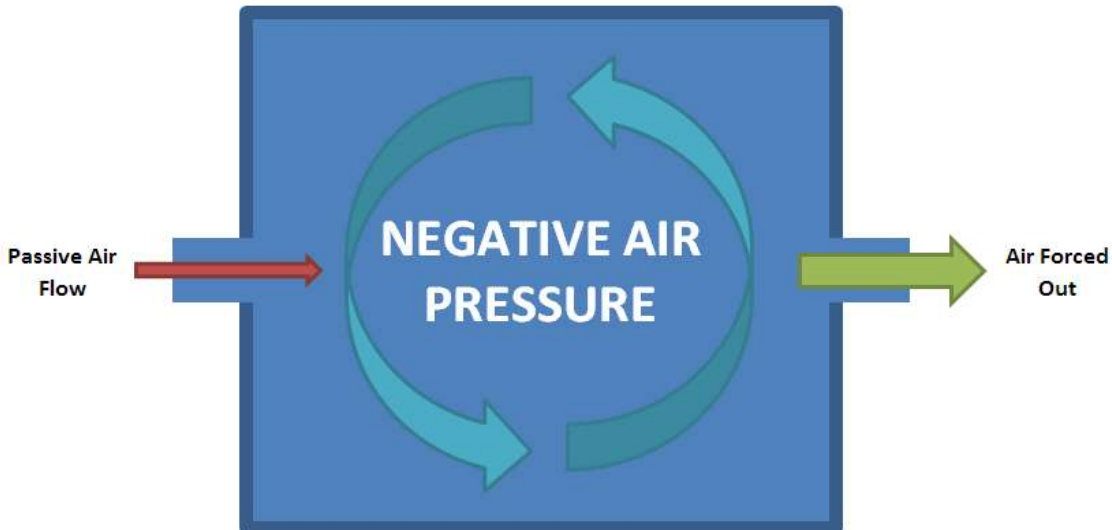 Passive Air
Flow
NEGATIVE AIR
PRESSURE
Air Forced
Out